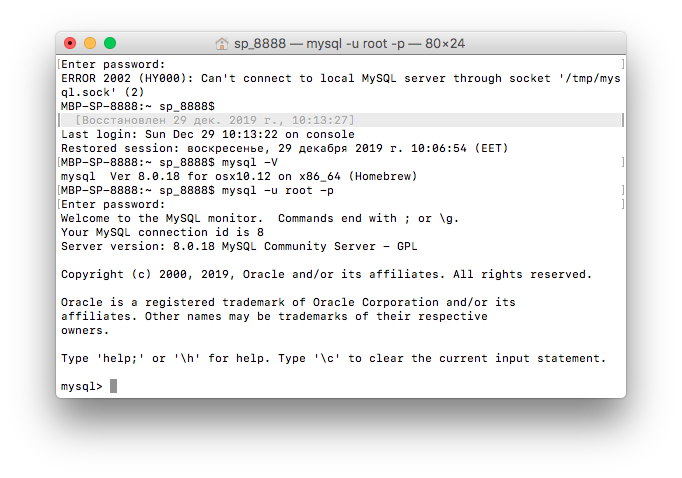 sp_8888 — mysql -u root -p — 80×24
[Enter password:                                                               ]
ERROR 2002 (HY000): Can't connect to local MySQL server through socket '/tmp/mys
ql.sock' (2)
MBP-SP-8888:~ sp_8888$
[Восстановлен 29 дек. 2019 г., 10:13:27]
Last login: Sun Dec 29 10:13:22 on console
Restored session: воскресенье, 29 декабря 2019 г. 10:06:54 (EET)
[MBP-SP-8888:~ sp_8888$ mysql -V                                               ]
mysql  Ver 8.0.18 for osx10.12 on x86_64 (Homebrew)
[MBP-SP-8888:~ sp_8888$ mysql -u root -p                                       ]
[Enter password:                                                               ]
Welcome to the MySQL monitor.  Commands end with ; or \g.
Your MySQL connection id is 8
Server version: 8.0.18 MySQL Community Server - GPL
Copyright (c) 2000, 2019, Oracle and/or its affiliates. All rights reserved.
Oracle is a registered trademark of Oracle Corporation and/or its
affiliates. Other names may be trademarks of their respective
owners.
Type 'help;' or '\h' for help. Type '\c' to clear the current input statement.
mysql>